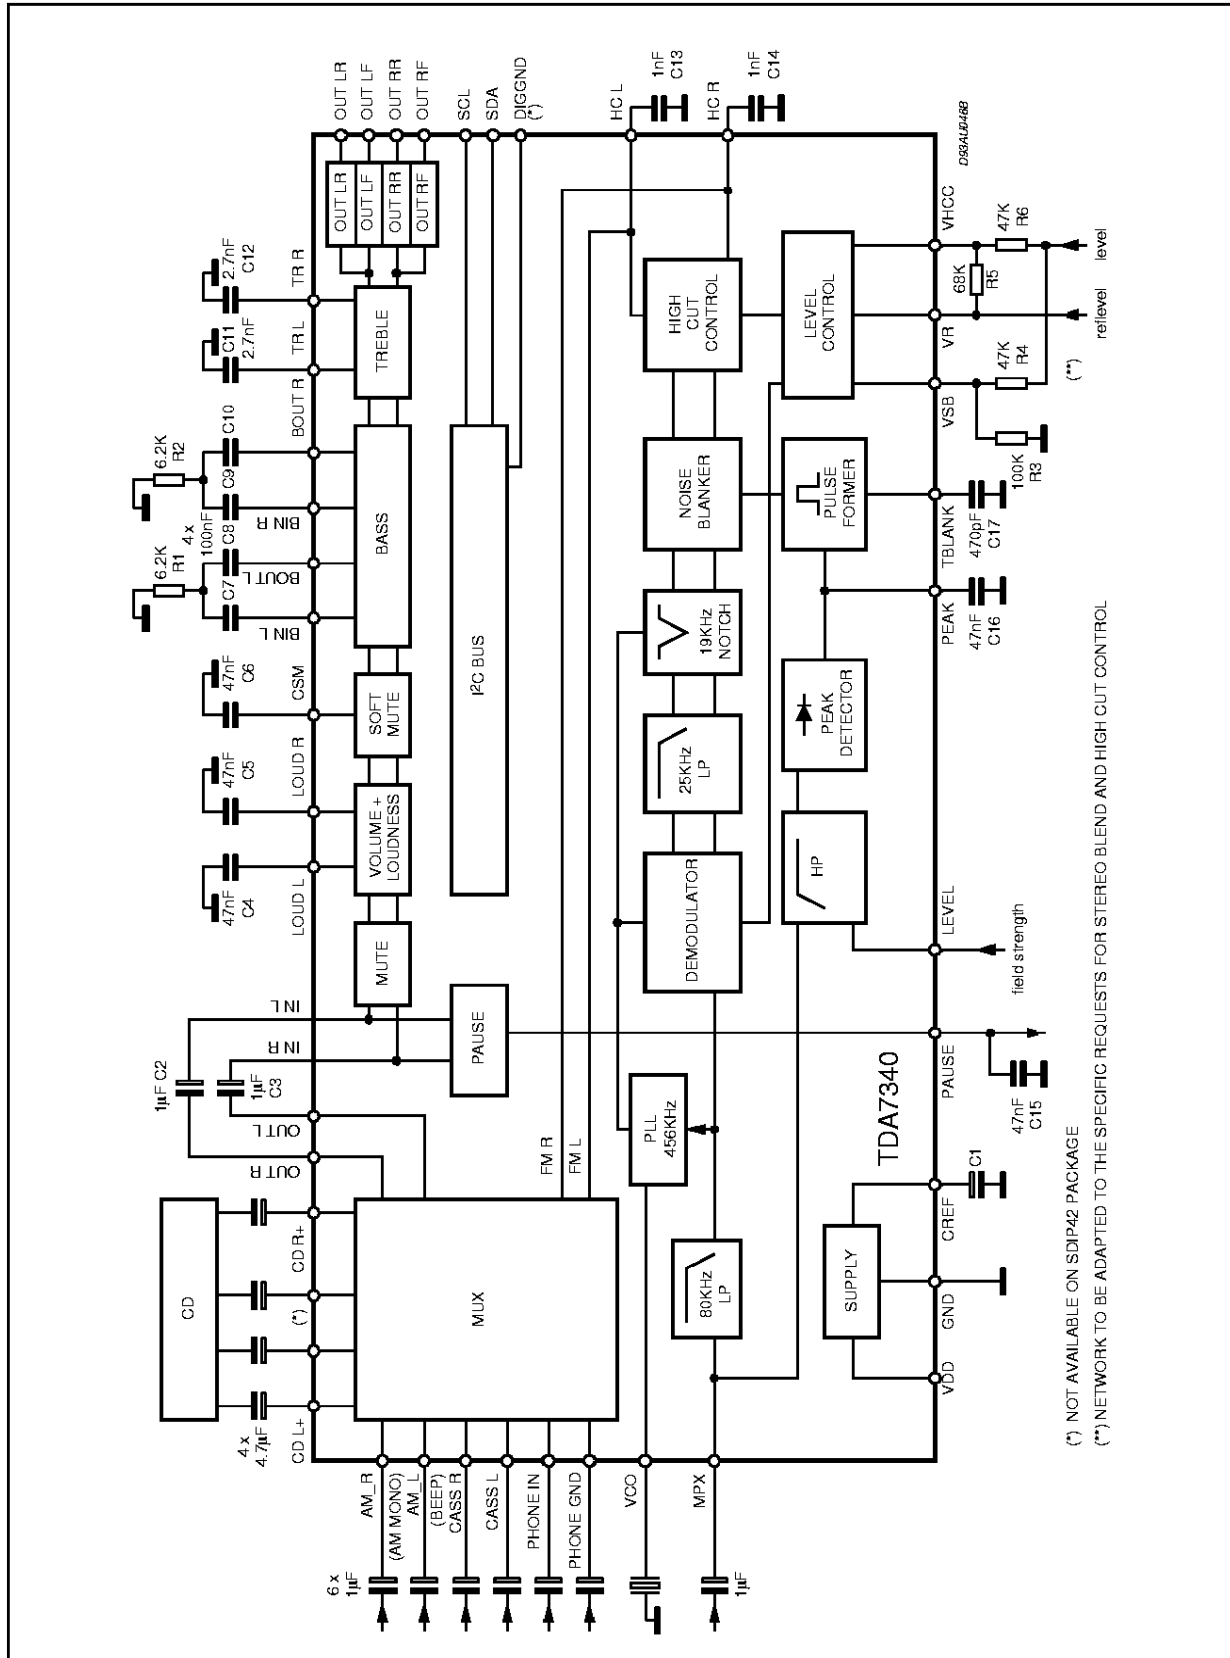 CD
4 x
4.7µF
CD L+
(*)
CD R+
OUT R
OUT L
1µF C2
1µF
C3
IN R
IN L
47nF
C4
LOUD L
47nF
C5
LOUD R
47nF
C6
CSM
6.2K
R1
C7
BIN L
4 x
100nF
C8
BOUT L
6.2K
R2
C9
BIN R
C10
BOUT R
C11
2.7nF
TR L
2.7nF
C12
TR R
MUX
MUTE
VOLUME +
LOUDNESS
SOFT
MUTE
BASS
TREBLE
OUT LR
OUT LF
OUT RR
OUT RF
OUT LR
OUT LF
OUT RR
OUT RF
PAUSE
I²C BUS
SCL
SDA
DIGGND
(*)
6 x
1µF
AM_R
(AM MONO)
AM_L
(BEEP)
CASS R
CASS L
PHONE IN
PHONE GND
FM R
FM L
HC L
1nF
C13
HC R
1nF
C14
VCO
MPX
1µF
PLL
456KHz
80KHz
LP
DEMODULATOR
25KHz
LP
19KHz
NOTCH
NOISE
BLANKER
HIGH
CUT
CONTROL
HP
PEAK
DETECTOR
PULSE
FORMER
LEVEL
CONTROL
SUPPLY
TDA7340
VDD
GND
CREF
C1
PAUSE
47nF
C15
LEVEL
field strength
PEAK
47nF
C16
TBLANK
470pF
C17
VSB
100K
R3
47K
R4
VR
68K
R5
VHCC
47K
R6
(**)
reflevel
level
D93AU046B
(*) NOT AVAILABLE ON SDIP42 PACKAGE
(**) NETWORK TO BE ADAPTED TO THE SPECIFIC REQUESTS FOR STEREO BLEND AND HIGH CUT CONTROL